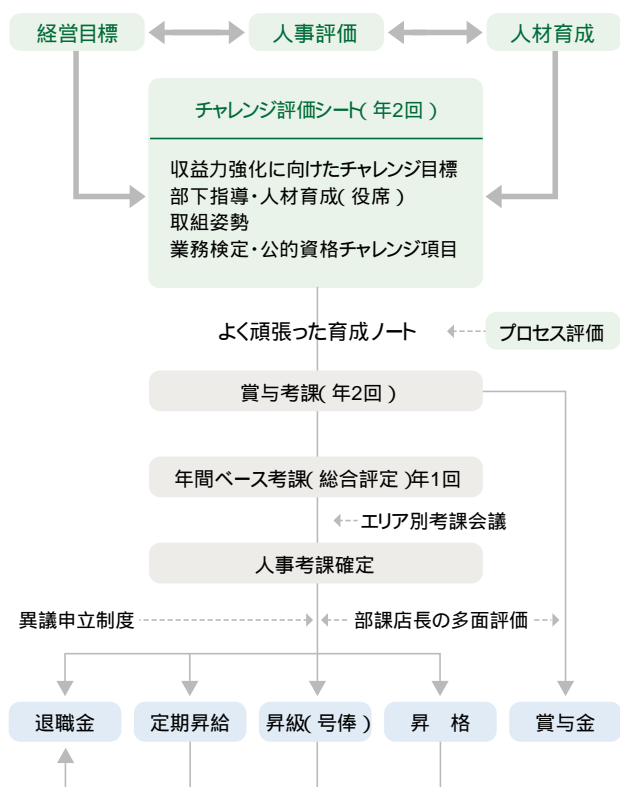 経営目標
人事評価
人材育成
チャレンジ評価シート(年2回)
収益力強化に向けたチャレンジ目標
部下指導・人材育成(役席)
取組姿勢
業務検定・公的資格チャレンジ項目
よく頑張った育成ノート
プロセス評価
賞与考課(年2回)
年間ベース考課(総合評定)年1回
エリア別考課会議
人事考課確定
異議申立制度
部課店長の多面評価
退職金
定期昇給
昇級(号俸)
昇　格
賞与金